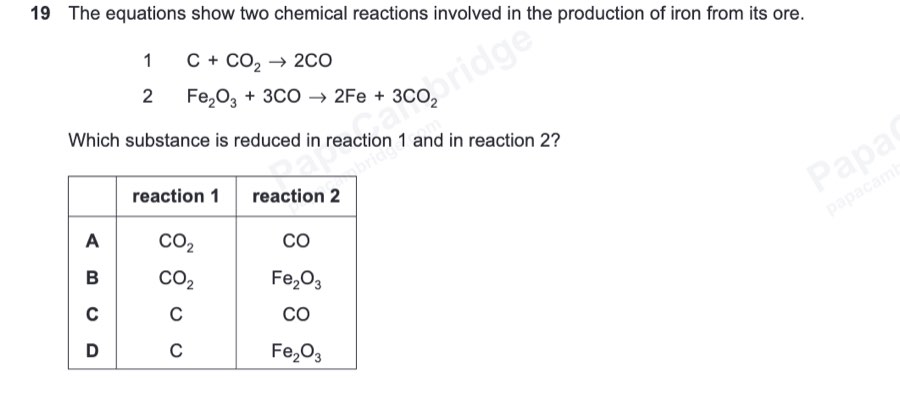 19 The equations show two chemical reactions involved in the production of iron from its ore.
1 C + CO₂ → 2CO
2 Fe₂O₃ + 3CO → 2Fe + 3CO₂
Which substance is reduced in reaction 1 and in reaction 2?
reaction 1 reaction 2
A CO₂ CO
B CO₂ Fe₂O₃
C C CO
D C Fe₂O₃